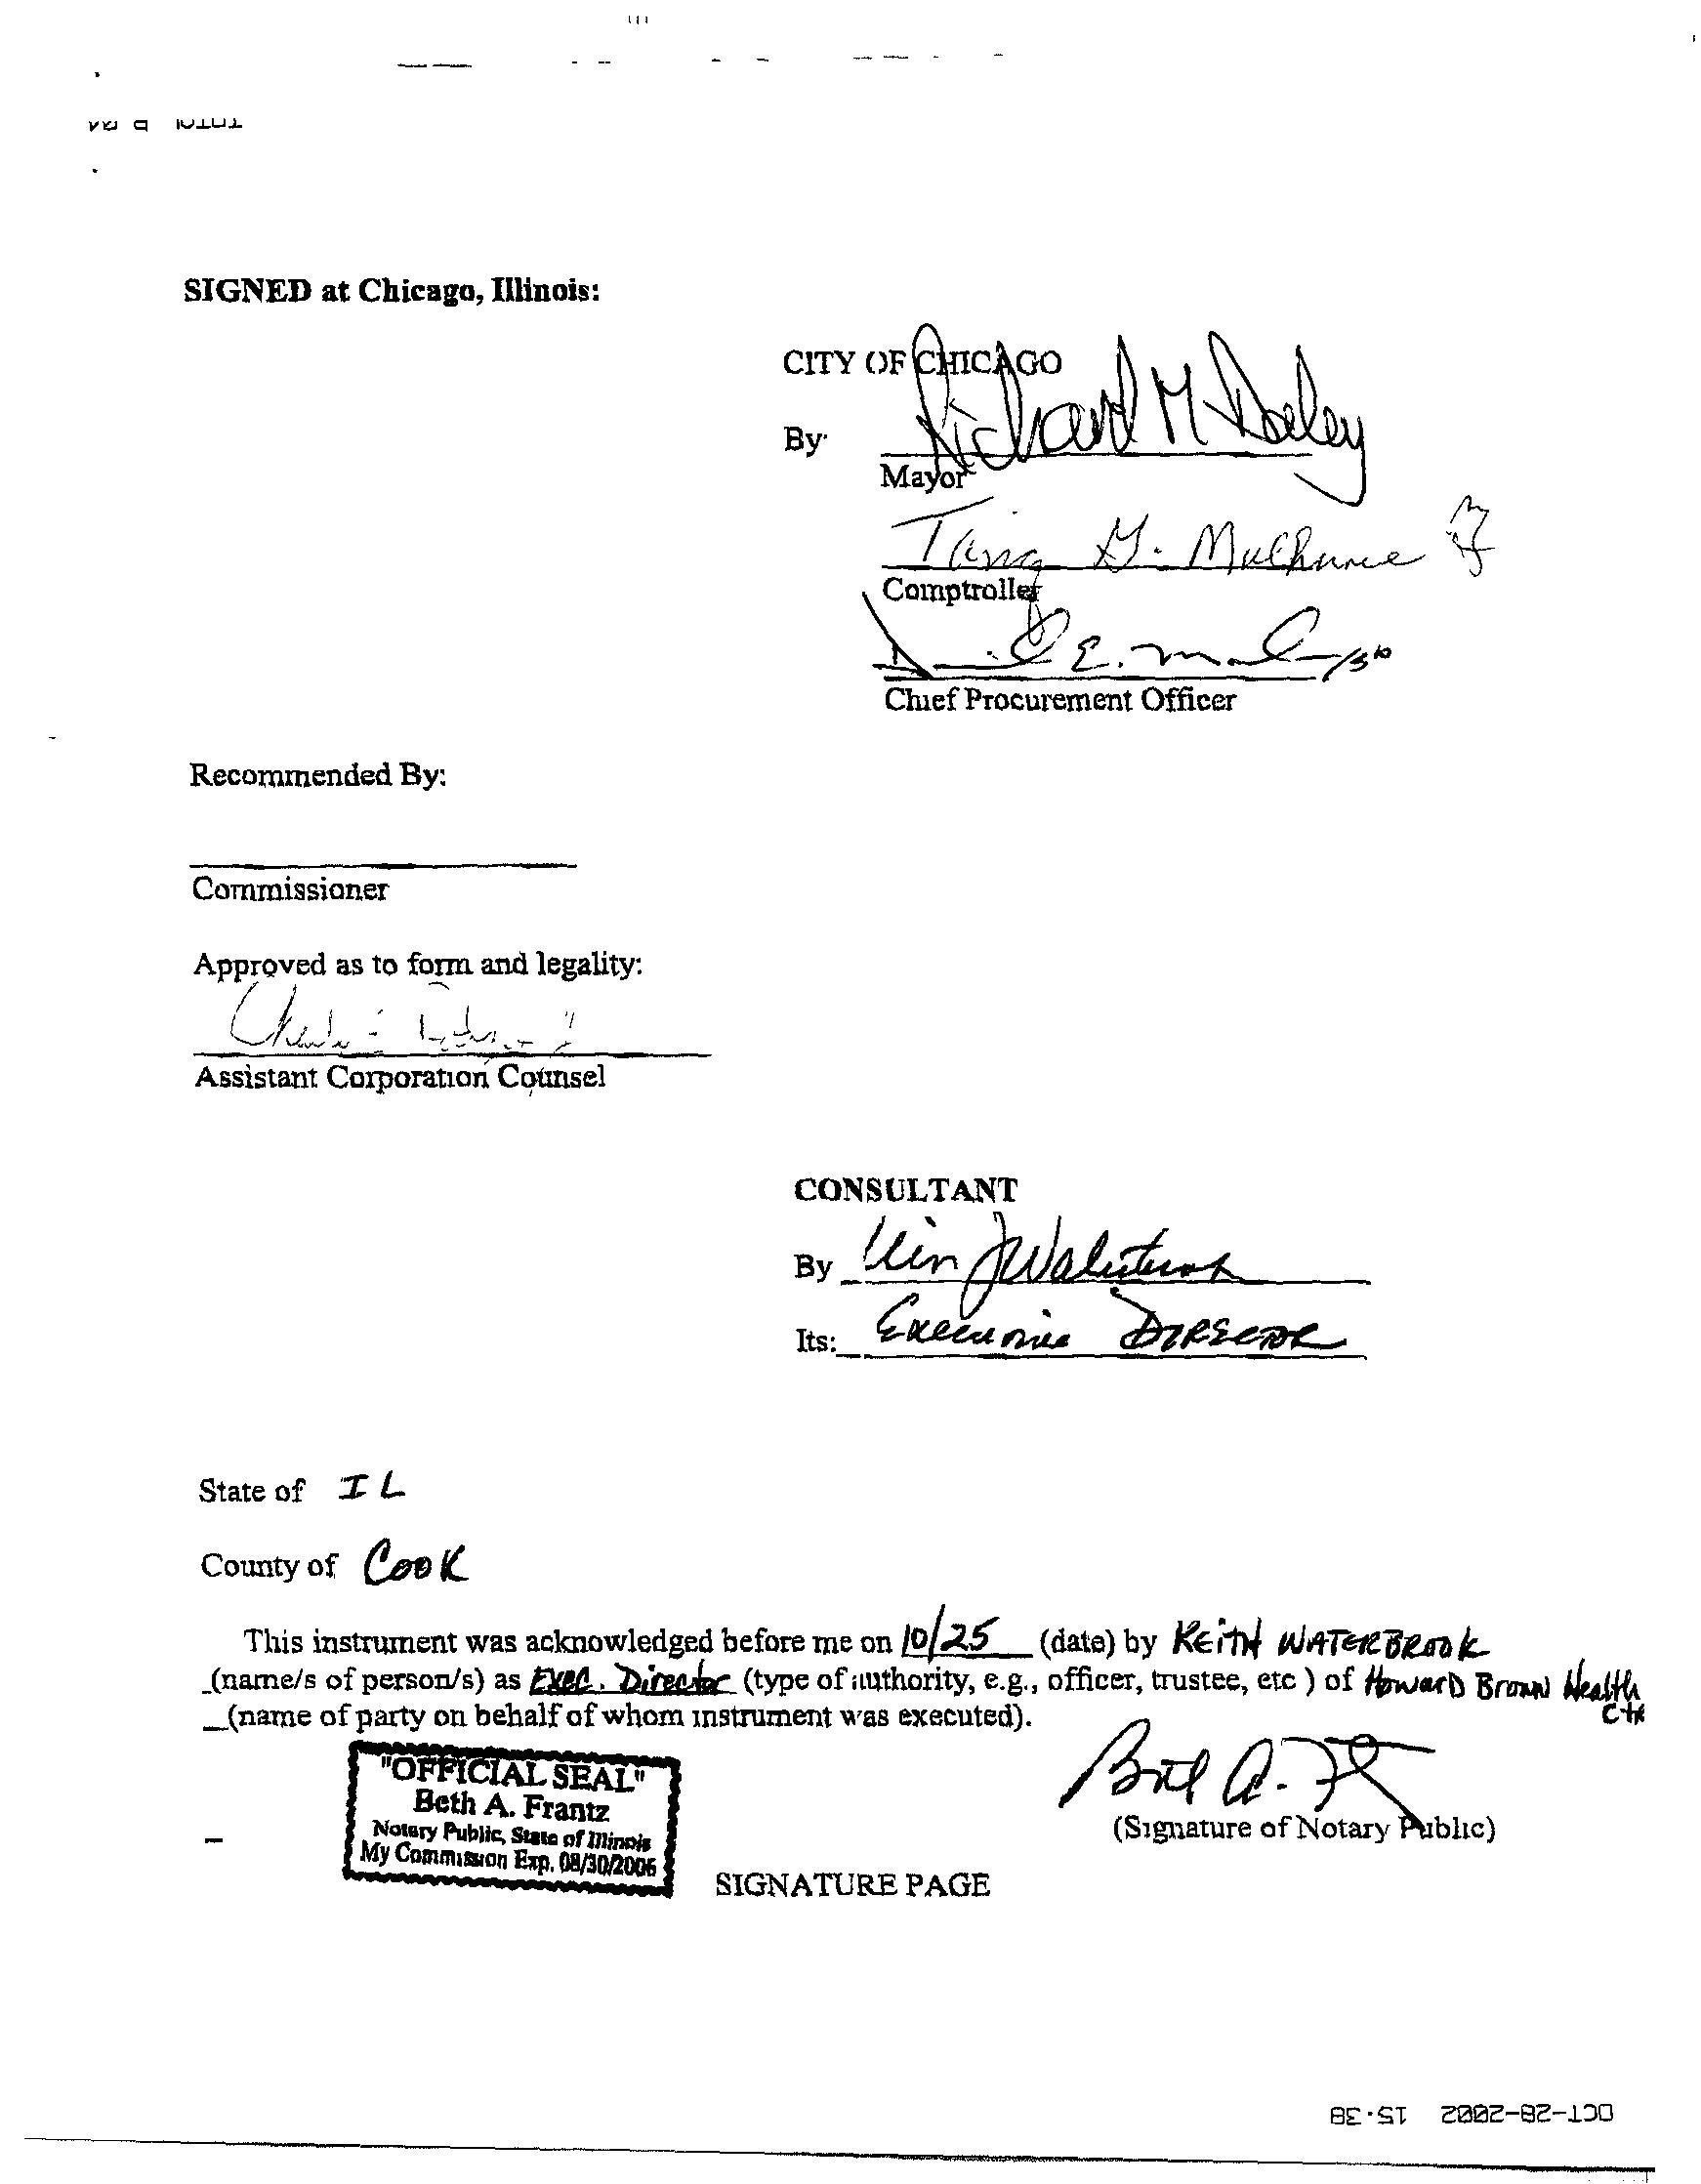 SIGNED at Chicago, Illinois:
CITY OF CHICAGO
By
Richard M Daley
Mayor
Comptroller
Chief Procurement Officer
Recommended By:
Commissioner
Approved as to form and legality:
Assistant Corporation Counsel
CONSULTANT
By
Its: Executive DIRECTOR
State of IL
County of Cook
This instrument was acknowledged before me on 10/25 (date) by KEITH WATERBROOK
(name/s of person/s) as Exec. Director (type of authority, e.g., officer, trustee, etc ) of Howard Brown Health
Ctr
(name of party on behalf of whom instrument was executed).
"OFFICIAL SEAL"
Beth A. Frantz
Notary Public, State of Illinois
My Commission Exp. 08/30/2006
(Signature of Notary Public)
SIGNATURE PAGE
OCT-28-2002 15:38